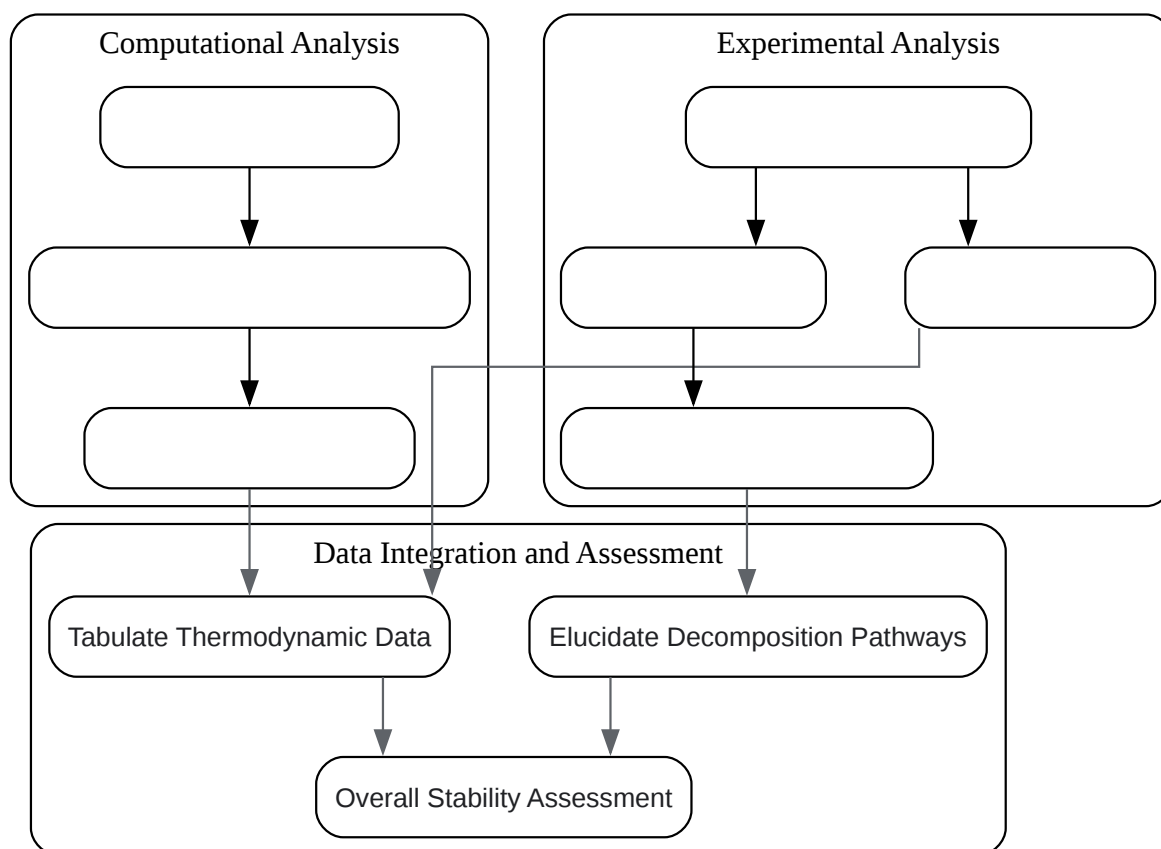 Computational Analysis
Experimental Analysis
Data Integration and Assessment
Tabulate Thermodynamic Data
Elucidate Decomposition Pathways
Overall Stability Assessment